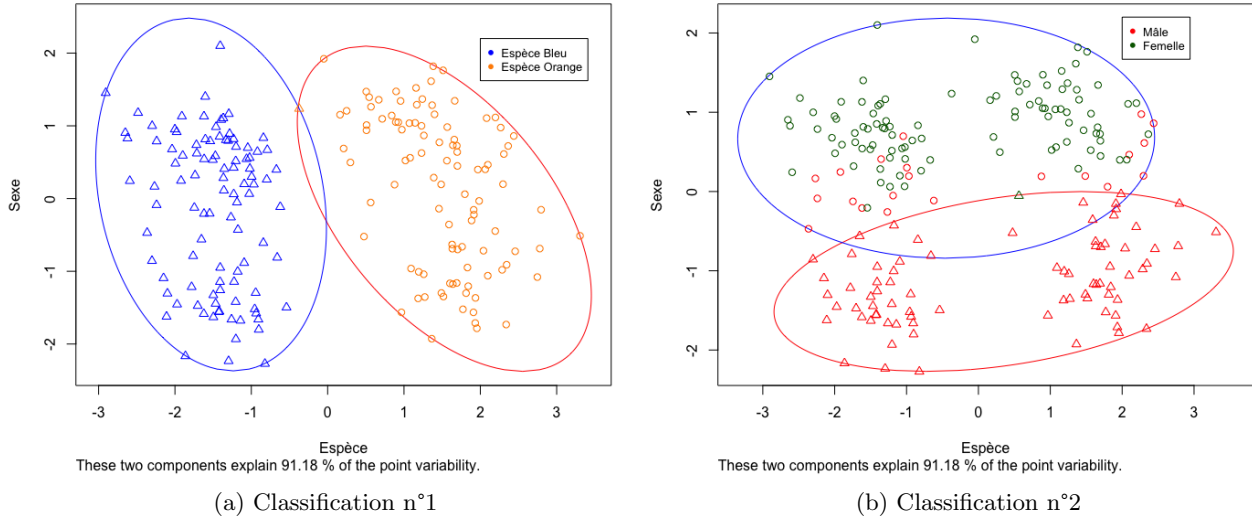 Espèce Bleu
Espèce Orange
2
1
0
-1
-2
Sexe
-3
-2
-1
0
1
2
3
Espèce
These two components explain 91.18 % of the point variability.
(a) Classification n°1
Mâle
Femelle
2
1
0
-1
-2
Sexe
-3
-2
-1
0
1
2
3
Espèce
These two components explain 91.18 % of the point variability.
(b) Classification n°2